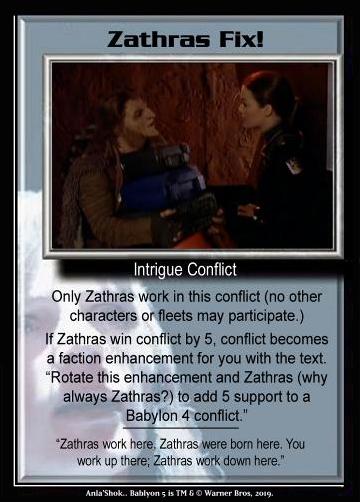 Zathras Fix!
Intrigue Conflict
Only Zathras work in this conflict (no other
characters or fleets may participate.)
If Zathras win conflict by 5, conflict becomes
a faction enhancement for you with the text.
“Rotate this enhancement and Zathras (why
always Zathras?) to add 5 support to a
Babylon 4 conflict.”
“Zathras work here, Zathras were born here. You
work up there; Zathras work down here.”
Anla'Shok.. Bablyon 5 is TM & © Warner Bros, 2019.